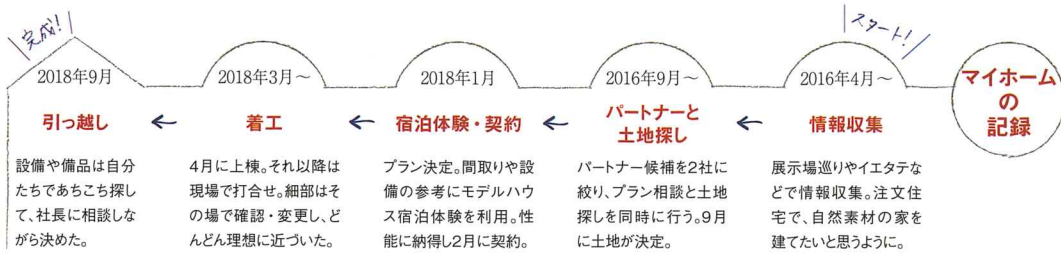 マイホーム
の
記録
スタート!
2016年4月～
情報収集
展示場巡りやイエタテな
どで情報収集。注文住
宅で、自然素材の家を
建てたいと思うように。
2016年9月～
パートナーと
土地探し
パートナー候補を2社に
絞り、プラン相談と土地
探しを同時に行う。9月
に土地が決定。
2018年1月
宿泊体験・契約
プラン決定。間取りや設
備の参考にモデルハウ
ス宿泊体験を利用。性
能に納得し2月に契約。
2018年3月～
着工
4月に上棟。それ以降は
現場で打合せ。細部はそ
の場で確認・変更し、ど
んどん理想に近づいた。
完成!
2018年9月
引っ越し
設備や備品は自分
たちであちこち探し
て、社長に相談しな
がら決めた。